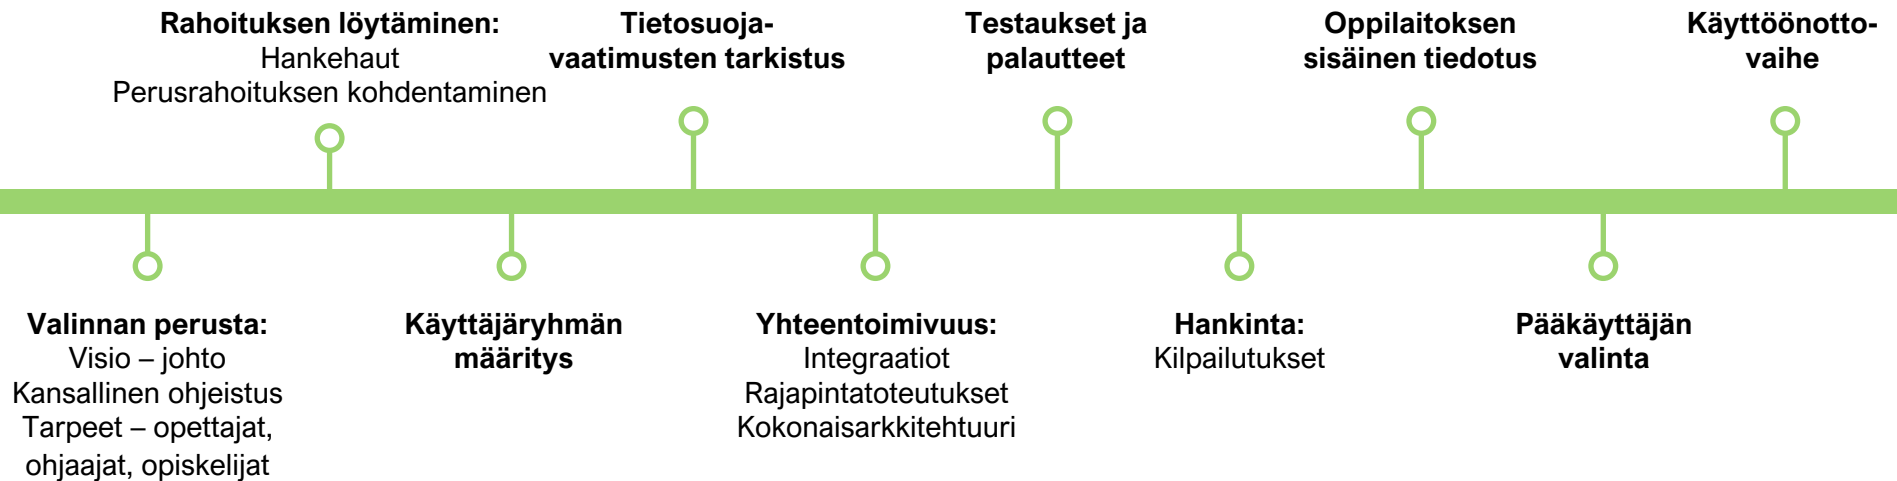 Rahoituksen löytäminen:
Hankehaut
Perusrahoituksen kohdentaminen
Tietosuoja-
vaatimusten tarkistus
Testaukset ja
palautteet
Oppilaitoksen
sisäinen tiedotus
Käyttöönotto-
vaihe
Valinnan perusta:
Visio – johto
Kansallinen ohjeistus
Tarpeet – opettajat,
ohjaajat, opiskelijat
Käyttäjäryhmän
määritys
Yhteentoimivuus:
Integraatiot
Rajapintatoteutukset
Kokonaisarkkitehtuuri
Hankinta:
Kilpailutukset
Pääkäyttäjän
valinta